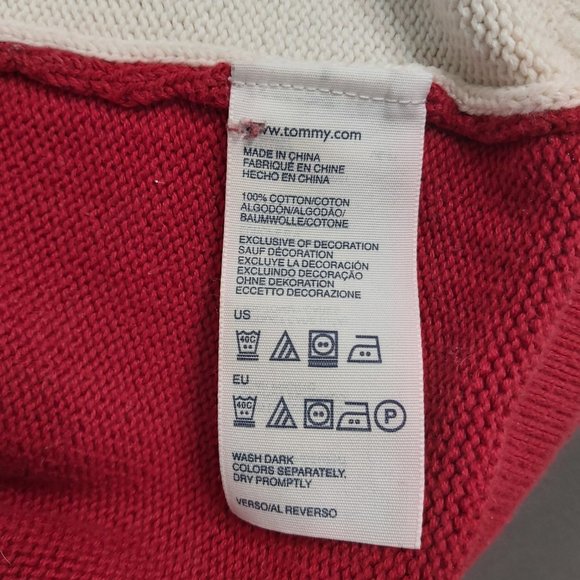 www.tommy.com
MADE IN CHINA
FABRIQUÉ EN CHINE
HECHO EN CHINA
100% COTTON/COTON
ALGODÓN/ALGODÃO/
BAUMWOLLE/COTONE
EXCLUSIVE OF DECORATION
SAUF DÉCORATION
EXCLUYE LA DECORACIÓN
EXCLUINDO DECORAÇÃO
OHNE DEKORATION
ECCETTO DECORAZIONE
US
40C
EU
40C
P
WASH DARK
COLORS SEPARATELY,
DRY PROMPTLY
VERSO/AL REVERSO